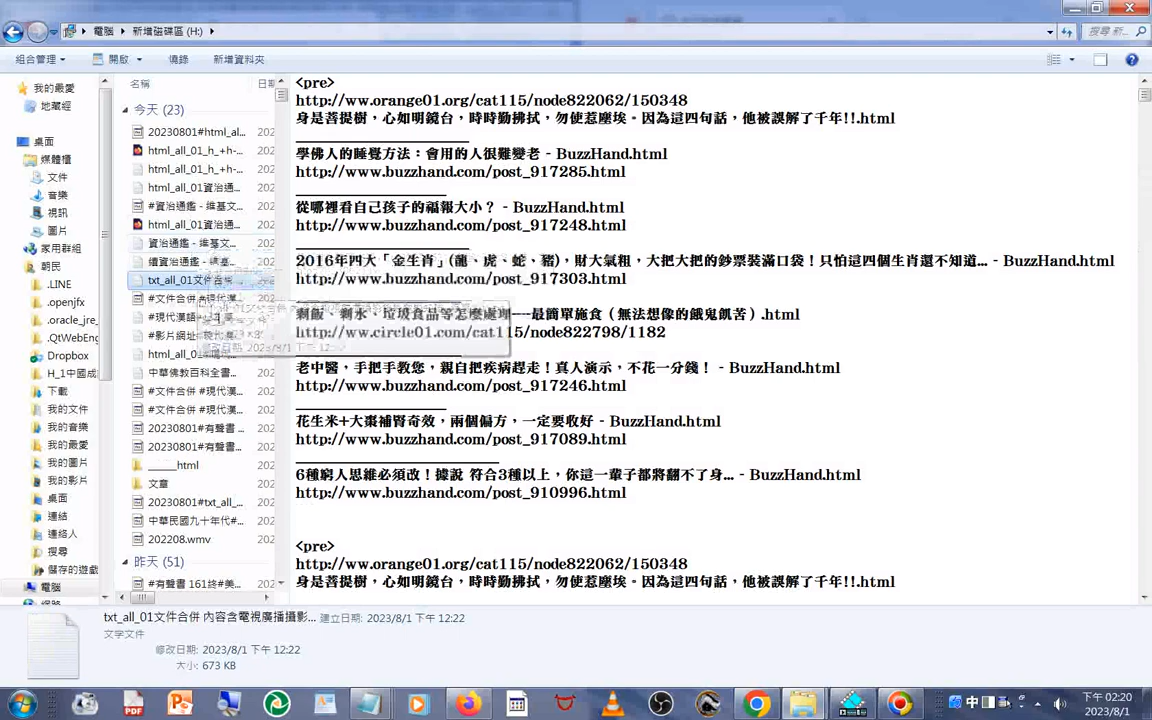 電腦 ▸ 新增磁碟區 (H:) ▸
搜尋 新...
組合管理 ▾ 開啟 ▾ 燒錄 新增資料夾
我的最愛
地藏經
桌面
媒體櫃
文件
音樂
視訊
圖片
家用群組
朝民
.LINE
.openjfx
.oracle_jre_
.QtWebEng
Dropbox
H_1中國成
下載
我的文件
我的音樂
我的最愛
我的圖片
我的影片
桌面
連結
連絡人
搜尋
儲存的遊戲
電腦
名稱 日
今天 (23)
20230801#html_al... 202
html_all_01_h_+h-... 202
html_all_01_h_+h-... 202
html_all_01資治通... 202
#資治通鑑 - 維基文... 202
html_all_01資治通... 202
資治通鑑 - 維基文... 202
續資治通鑑 - 維基... 202
txt_all_01文件合併... 202
#文件合併 #現代漢...
#現代漢語...
#影片網址...
html_all_01...
中華佛教百科全書... 202
#文件合併 #現代漢... 202
#文件合併 #現代漢... 202
20230801#有聲書... 202
20230801#有聲書... 202
_____html 202
文章 202
20230801#txt_all_... 202
中華民國九十年代#... 202
202208.wmv 202
昨天 (51)
#有聲書 161終#美... 202
<pre>
http://ww.orange01.org/cat115/node822062/150348
身是菩提樹，心如明鏡台，時時勤拂拭，勿使惹塵埃。因為這四句話，他被誤解了千年!!.html
學佛人的睡覺方法：會用的人很難變老 - BuzzHand.html
http://www.buzzhand.com/post_917285.html
從哪裡看自己孩子的福報大小？ - BuzzHand.html
http://www.buzzhand.com/post_917248.html
2016年四大「金生肖」(龍、虎、蛇、豬)，財大氣粗，大把大把的鈔票裝滿口袋！只怕這四個生肖還不知道... - BuzzHand.html
http://www.buzzhand.com/post_917303.html
剩飯、剩水、垃圾食品等怎麼處理---最簡單施食（無法想像的餓鬼飢苦）.html
http://www.circle01.com/cat115/node822798/1182
老中醫，手把手教您，親自把疾病趕走！真人演示，不花一分錢！ - BuzzHand.html
http://www.buzzhand.com/post_917246.html
花生米+大棗補腎奇效，兩個偏方，一定要收好 - BuzzHand.html
http://www.buzzhand.com/post_917089.html
6種窮人思維必須改！據說 符合3種以上，你這一輩子都將翻不了身... - BuzzHand.html
http://www.buzzhand.com/post_910996.html
<pre>
http://ww.orange01.org/cat115/node822062/150348
身是菩提樹，心如明鏡台，時時勤拂拭，勿使惹塵埃。因為這四句話，他被誤解了千年!!.html
txt_all_01文件合併 內容含電視廣播攝影... 建立日期: 2023/8/1 下午 12:22
文字文件
修改日期: 2023/8/1 下午 12:22
大小: 673 KB
中
下午 02:20
2023/8/1